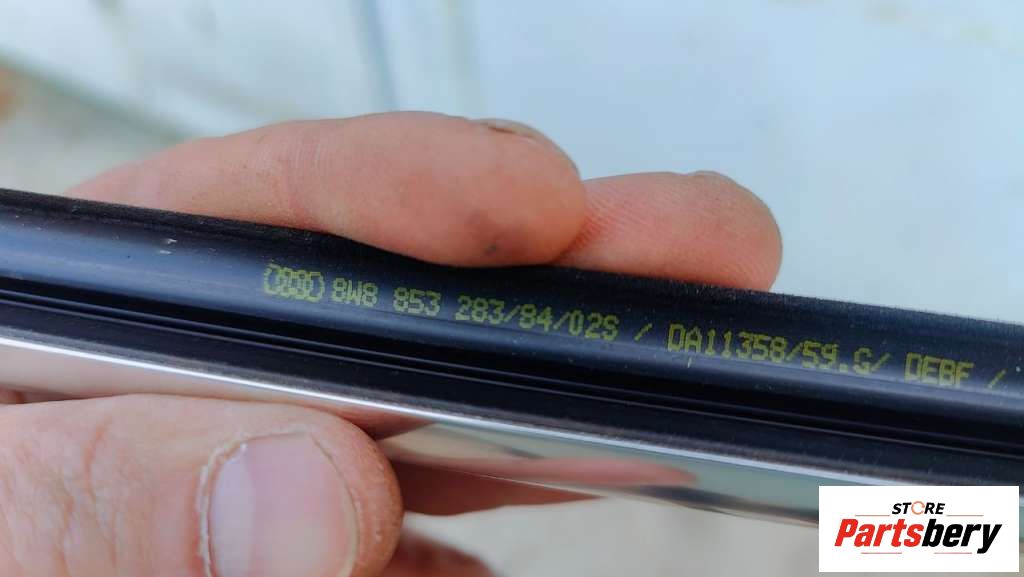 8W8 853 283/84/02S / DA11358/59.G/ DEBF /
STORE
Partsbery